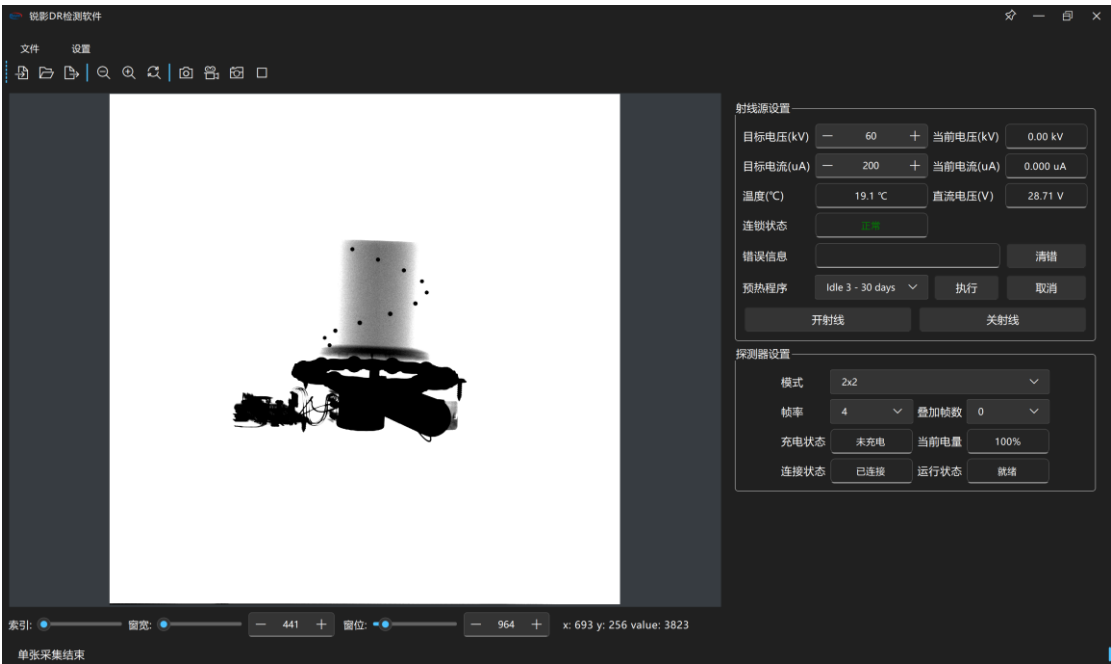 锐影DR检测软件
文件 设置
射线源设置
目标电压(kV) 60 当前电压(kV) 0.00 kV
目标电流(uA) 200 当前电流(uA) 0.000 uA
温度(℃) 19.1 ℃ 直流电压(V) 28.71 V
连锁状态 正常
错误信息 清错
预热程序 Idle 3 - 30 days 执行 取消
开射线 关射线
探测器设置
模式 2x2
帧率 4 叠加帧数 0
充电状态 未充电 当前电量 100%
连接状态 已连接 运行状态 就绪
索引: 窗宽: 441 窗位: 964 x: 693 y: 256 value: 3823
单张采集结束